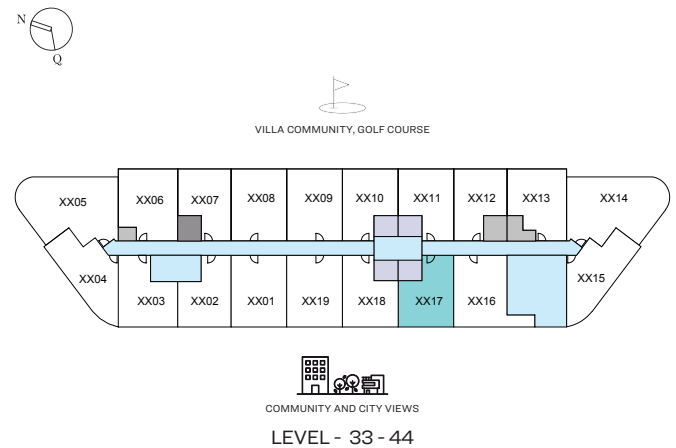 N
Q
VILLA COMMUNITY, GOLF COURSE
XX05 XX06 XX07 XX08 XX09 XX10 XX11 XX12 XX13 XX14
XX04 XX03 XX02 XX01 XX19 XX18 XX17 XX16 XX15
COMMUNITY AND CITY VIEWS
LEVEL - 33 - 44